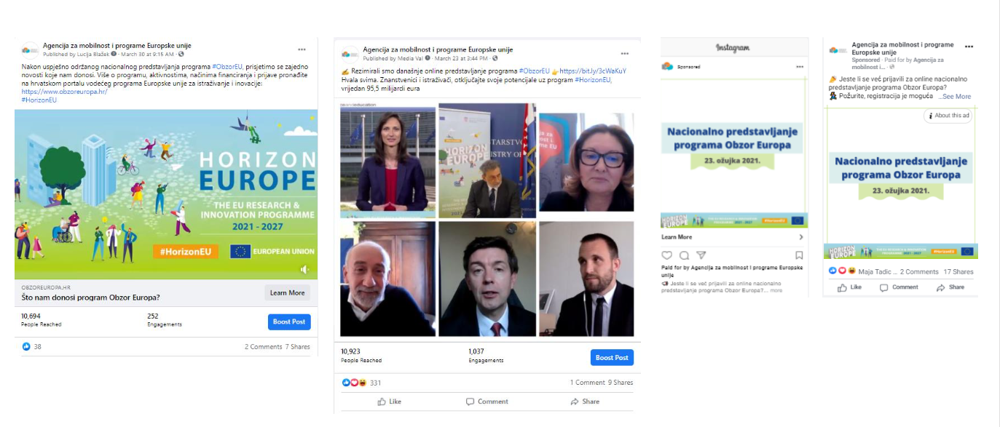 Agencija za mobilnost i programe Europske unije
Published by Lucija Blažek · March 30 at 9:15 AM ·
Nakon uspješno održanog nacionalnog predstavljanja programa #ObzorEU, prisjetimo se zajedno
novosti koje nam donosi. Više o programu, aktivnostima, načinima financiranja i prijave pronađite
na hrvatskom portalu vodećeg programa Europske unije za istraživanje i inovacije:
https://www.obzoreuropa.hr/
#HorizonEU
HORIZON
EUROPE
THE EU RESEARCH &
INNOVATION PROGRAMME
2021 - 2027
#HorizonEU
EUROPEAN UNION
OBZOREUROPA.HR
Što nam donosi program Obzor Europa?
Learn More
10,694
People Reached
252
Engagements
Boost Post
38
2 Comments 7 Shares
Agencija za mobilnost i programe Europske unije
Published by Media Val · March 23 at 3:44 PM ·
Rezimirali smo današnje online predstavljanje programa #ObzorEU https://bit.ly/3cWaKuY
Hvala svima. Znanstvenici i istraživači, otključajte svoje potencijale uz program #HorizonEU,
vrijedan 95,5 milijardi eura
HORIZON
EUROPE
10,923
People Reached
1,037
Engagements
Boost Post
331
1 Comment 9 Shares
Like
Comment
Share
Instagram
Sponsored
Nacionalno predstavljanje
programa Obzor Europa
23. ožujka 2021.
HORIZON
EUROPE
#HorizonEU
Learn More
Paid for by Agencija za mobilnost i programe Europske
unije
Jeste li se već prijavili za online nacionalno
predstavljanje programa Obzor Europa?... more
Agencija za mobilnost i programe
Europske unije
Sponsored · Paid for by Agencija za
mobilnost i... ·
Jeste li se već prijavili za online nacionalno
predstavljanje programa Obzor Europa?
Požurite, registracija je moguća ...See More
About this ad
Nacionalno predstavljanje
programa Obzor Europa
23. ožujka 2021.
HORIZON
EUROPE
#HorizonEU
Maja Tadic ... 2 Comments 17 Shares
Like
Comment
Share